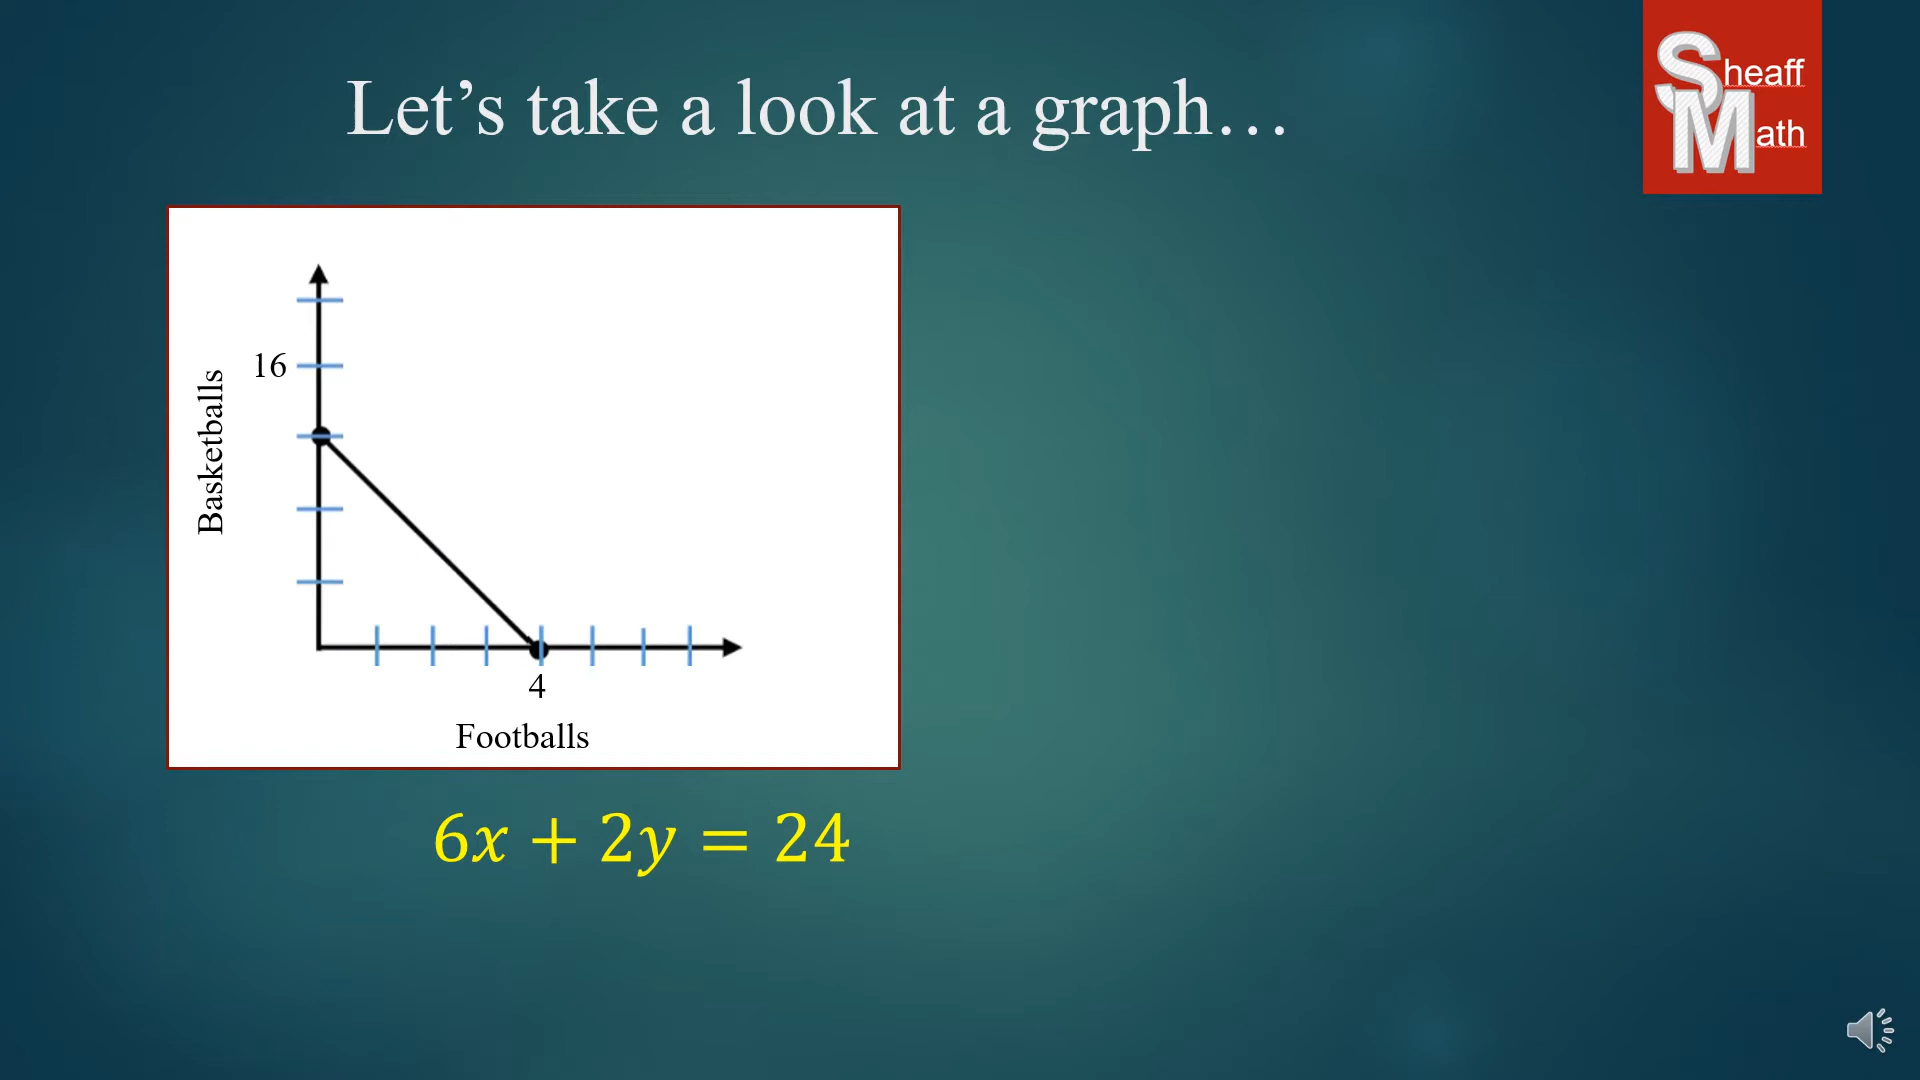 Let’s take a look at a graph…
Sheaff
Math
16
Basketballs
4
Footballs
6x + 2y = 24